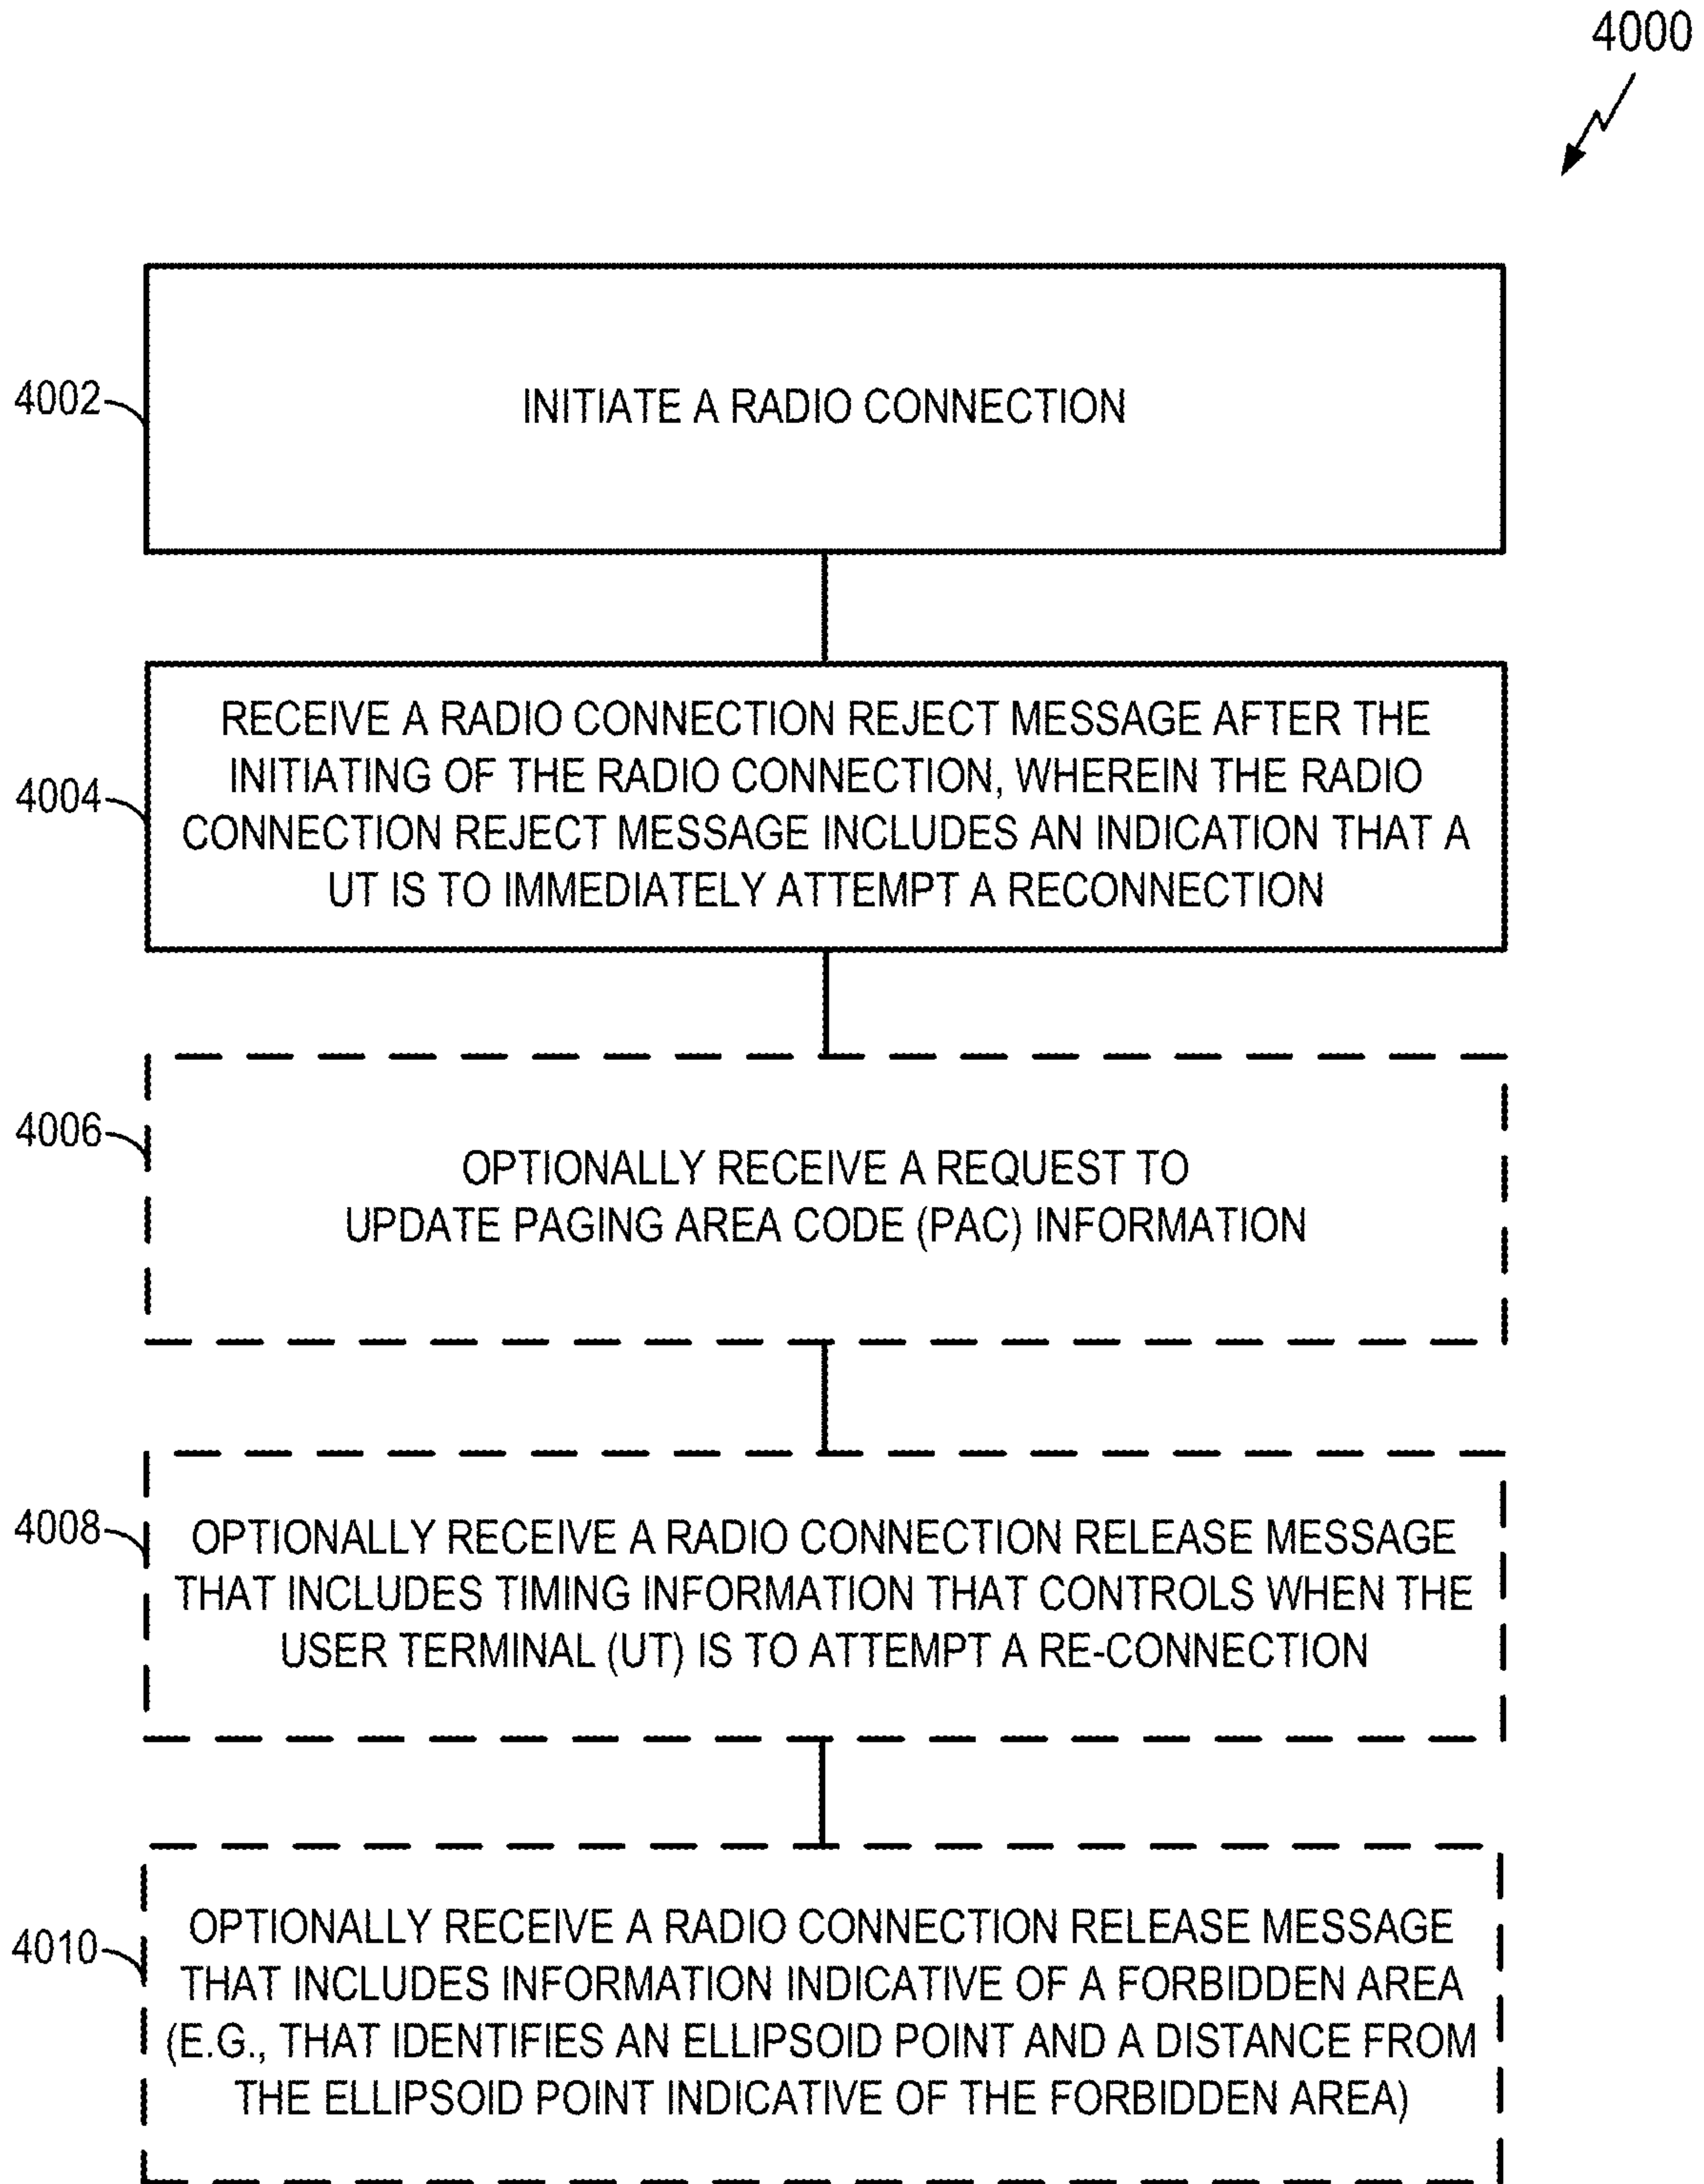 4000
4002
INITIATE A RADIO CONNECTION
4004
RECEIVE A RADIO CONNECTION REJECT MESSAGE AFTER THE
INITIATING OF THE RADIO CONNECTION, WHEREIN THE RADIO
CONNECTION REJECT MESSAGE INCLUDES AN INDICATION THAT A
UT IS TO IMMEDIATELY ATTEMPT A RECONNECTION
4006
OPTIONALLY RECEIVE A REQUEST TO
UPDATE PAGING AREA CODE (PAC) INFORMATION
4008
OPTIONALLY RECEIVE A RADIO CONNECTION RELEASE MESSAGE
THAT INCLUDES TIMING INFORMATION THAT CONTROLS WHEN THE
USER TERMINAL (UT) IS TO ATTEMPT A RE-CONNECTION
4010
OPTIONALLY RECEIVE A RADIO CONNECTION RELEASE MESSAGE
THAT INCLUDES INFORMATION INDICATIVE OF A FORBIDDEN AREA
(E.G., THAT IDENTIFIES AN ELLIPSOID POINT AND A DISTANCE FROM
THE ELLIPSOID POINT INDICATIVE OF THE FORBIDDEN AREA)